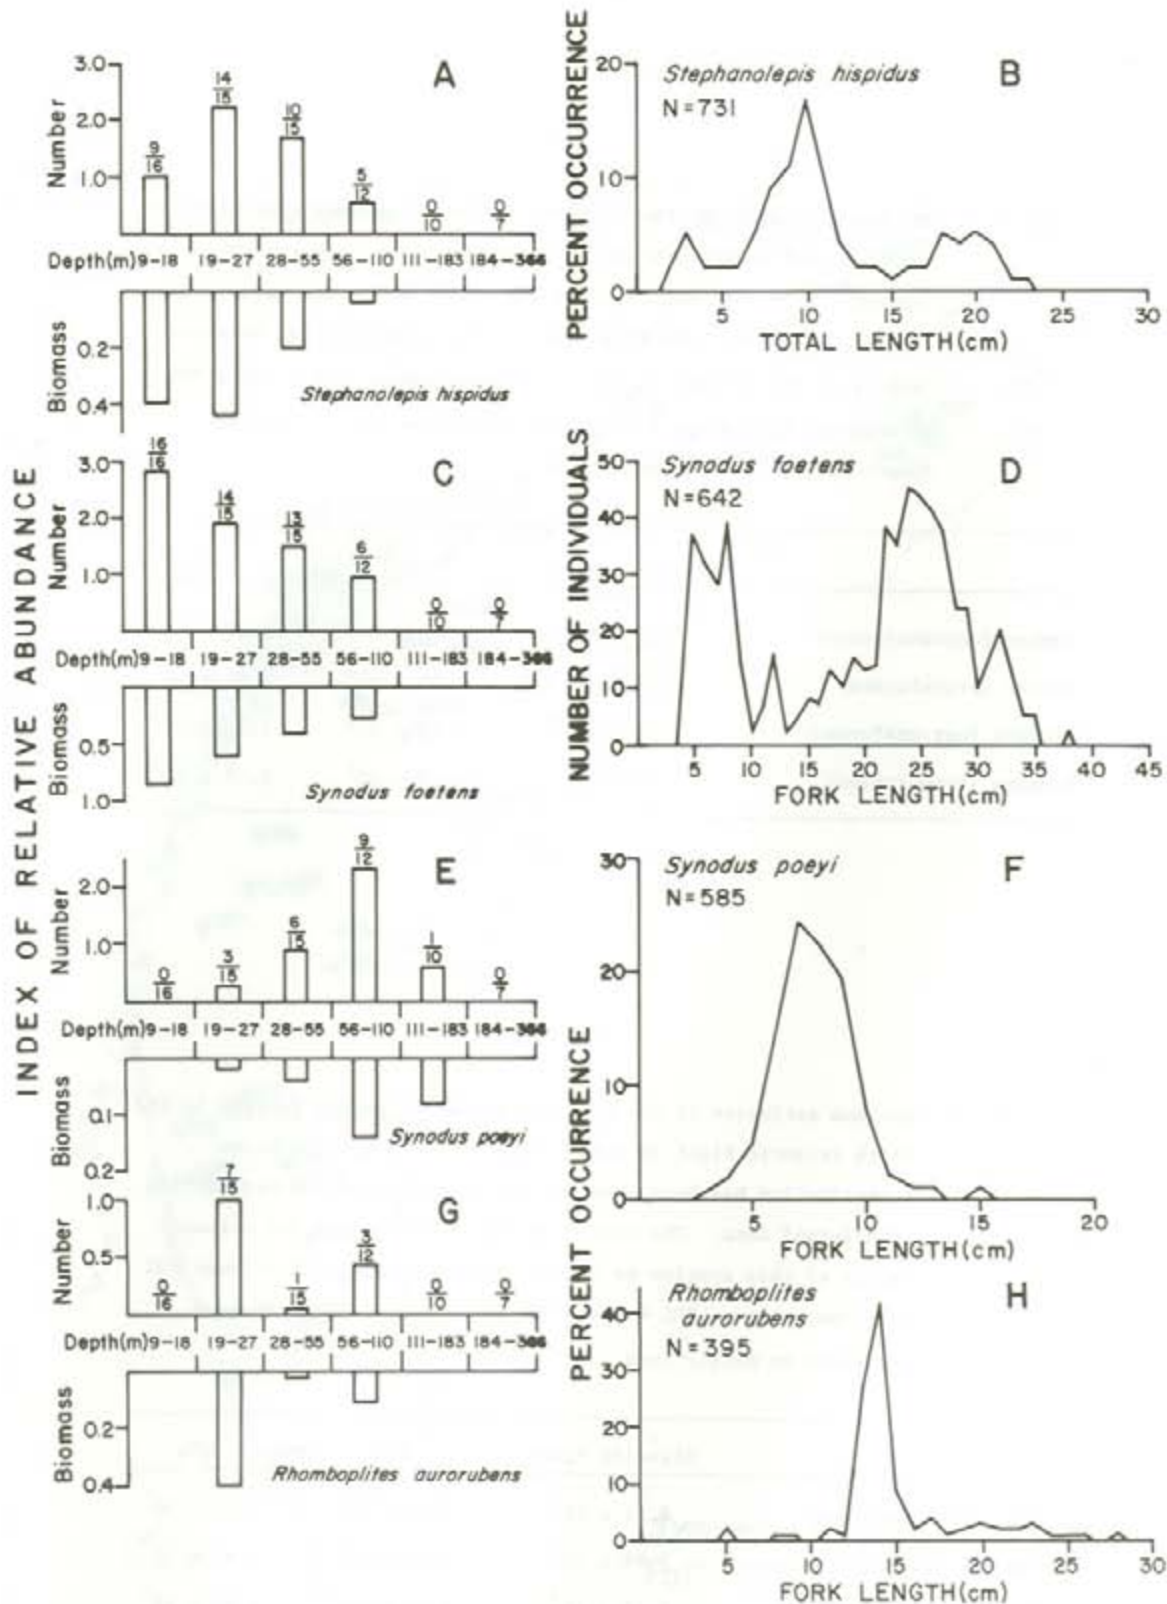 INDEX OF RELATIVE ABUNDANCE
A
Number
3.0
2.0
1.0
9/16
14/15
10/15
5/12
0/10
0/7
Depth(m) 9-18 19-27 28-55 56-110 111-183 184-366
Biomass
0.2
0.4
Stephanolepis hispidus
B
PERCENT OCCURRENCE
Stephanolepis hispidus
N=731
20
10
0
5 10 15 20 25 30
TOTAL LENGTH(cm)
C
Number
3.0
2.0
1.0
16/16
14/15
13/15
6/12
0/10
0/7
Depth(m) 9-18 19-27 28-55 56-110 111-183 184-366
Biomass
0.5
1.0
Synodus foetens
D
NUMBER OF INDIVIDUALS
Synodus foetens
N=642
50
40
30
20
10
0
5 10 15 20 25 30 35 40 45
FORK LENGTH(cm)
E
Number
2.0
1.0
0/16
3/15
6/15
9/12
1/10
0/7
Depth(m) 9-18 19-27 28-55 56-110 111-183 184-366
Biomass
0.1
0.2
Synodus poeyi
F
PERCENT OCCURRENCE
Synodus poeyi
N=585
30
20
10
0
5 10 15 20
FORK LENGTH(cm)
G
Number
1.0
0.5
0/16
7/15
1/15
3/12
0/10
0/7
Depth(m) 9-18 19-27 28-55 56-110 111-183 184-366
Biomass
0.2
0.4
Rhomboplites aurorubens
H
Rhomboplites
aurorubens
N=395
40
30
20
10
0
5 10 15 20 25 30
FORK LENGTH(cm)